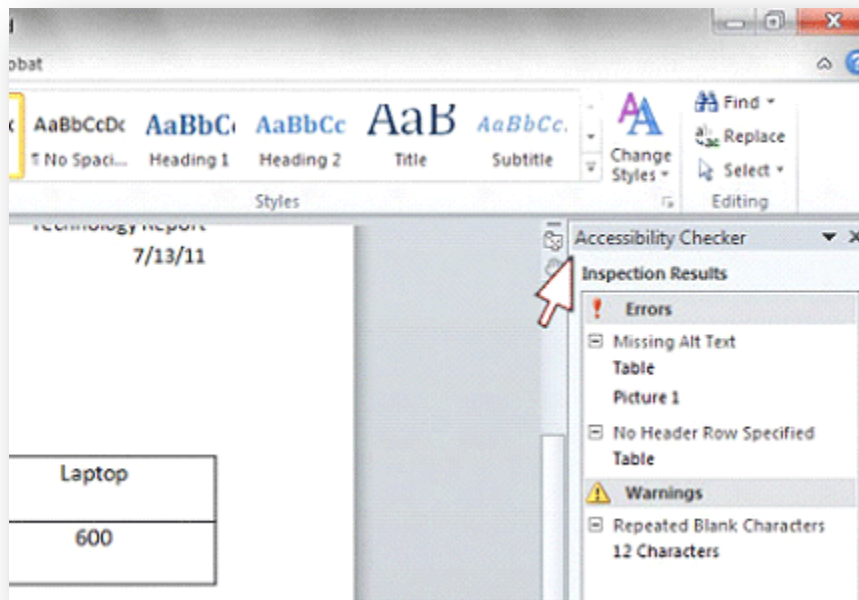 obat
AaBbCcDc AaBbC AaBbCc AaB AaBbCc.
¶ No Spaci... Heading 1 Heading 2 Title Subtitle
Change
Styles
Find
Replace
Select
Styles
Editing
Technology Report
7/13/11
Laptop
600
Accessibility Checker
Inspection Results
Errors
Missing Alt Text
Table
Picture 1
No Header Row Specified
Table
Warnings
Repeated Blank Characters
12 Characters